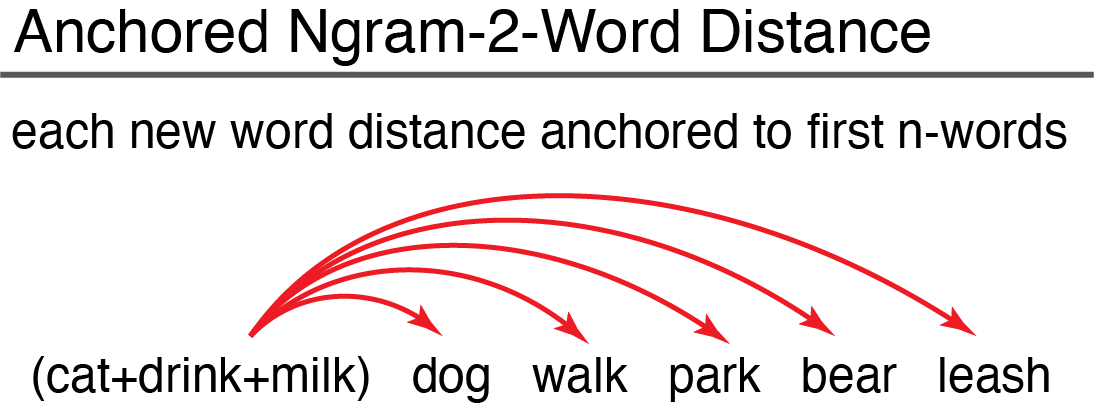 Anchored Ngram-2-Word Distance
each new word distance anchored to first n-words
(cat+drink+milk) dog walk park bear leash